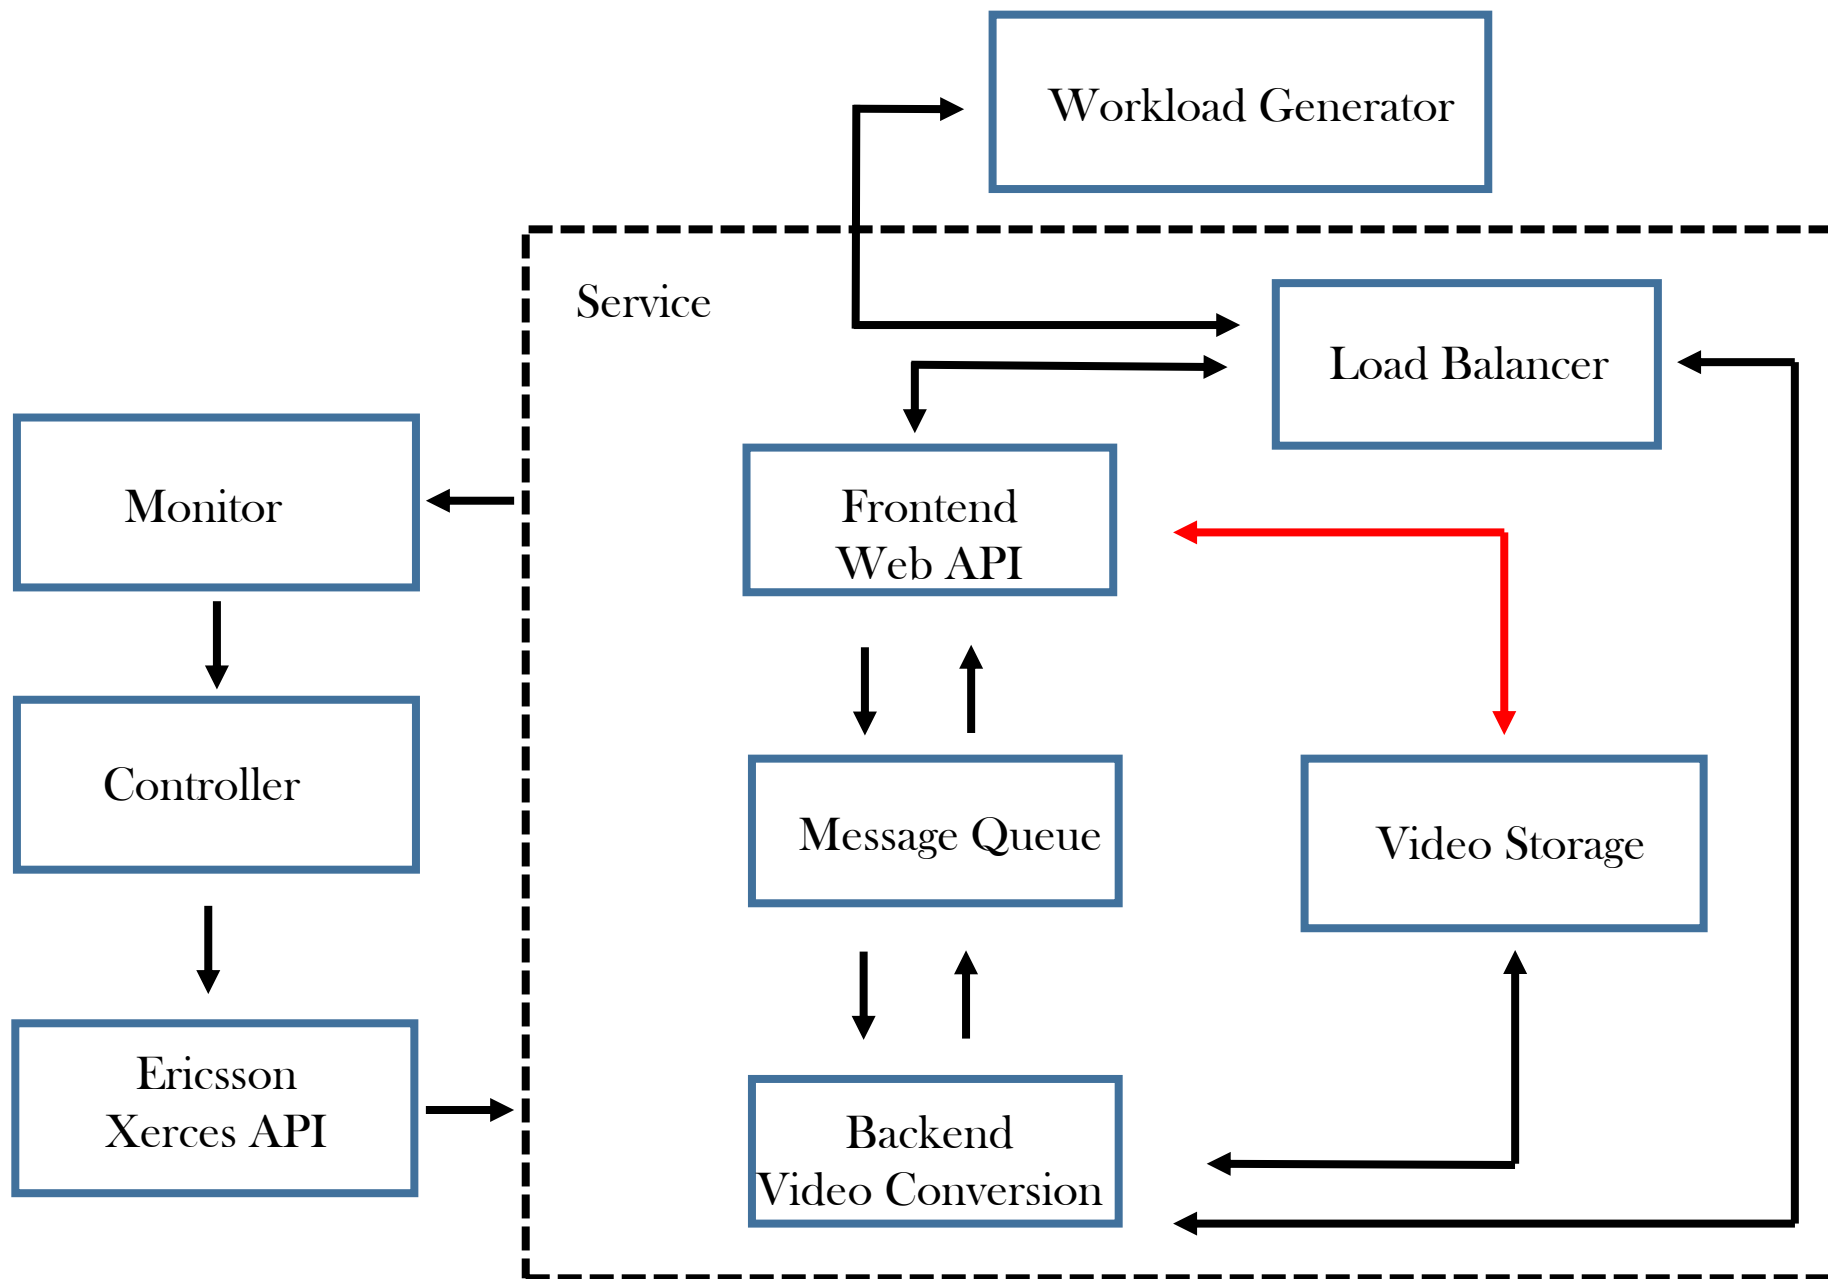 Workload Generator
Service
Load Balancer
Monitor
Frontend
Web API
Controller
Message Queue
Video Storage
Ericsson
Xerces API
Backend
Video Conversion